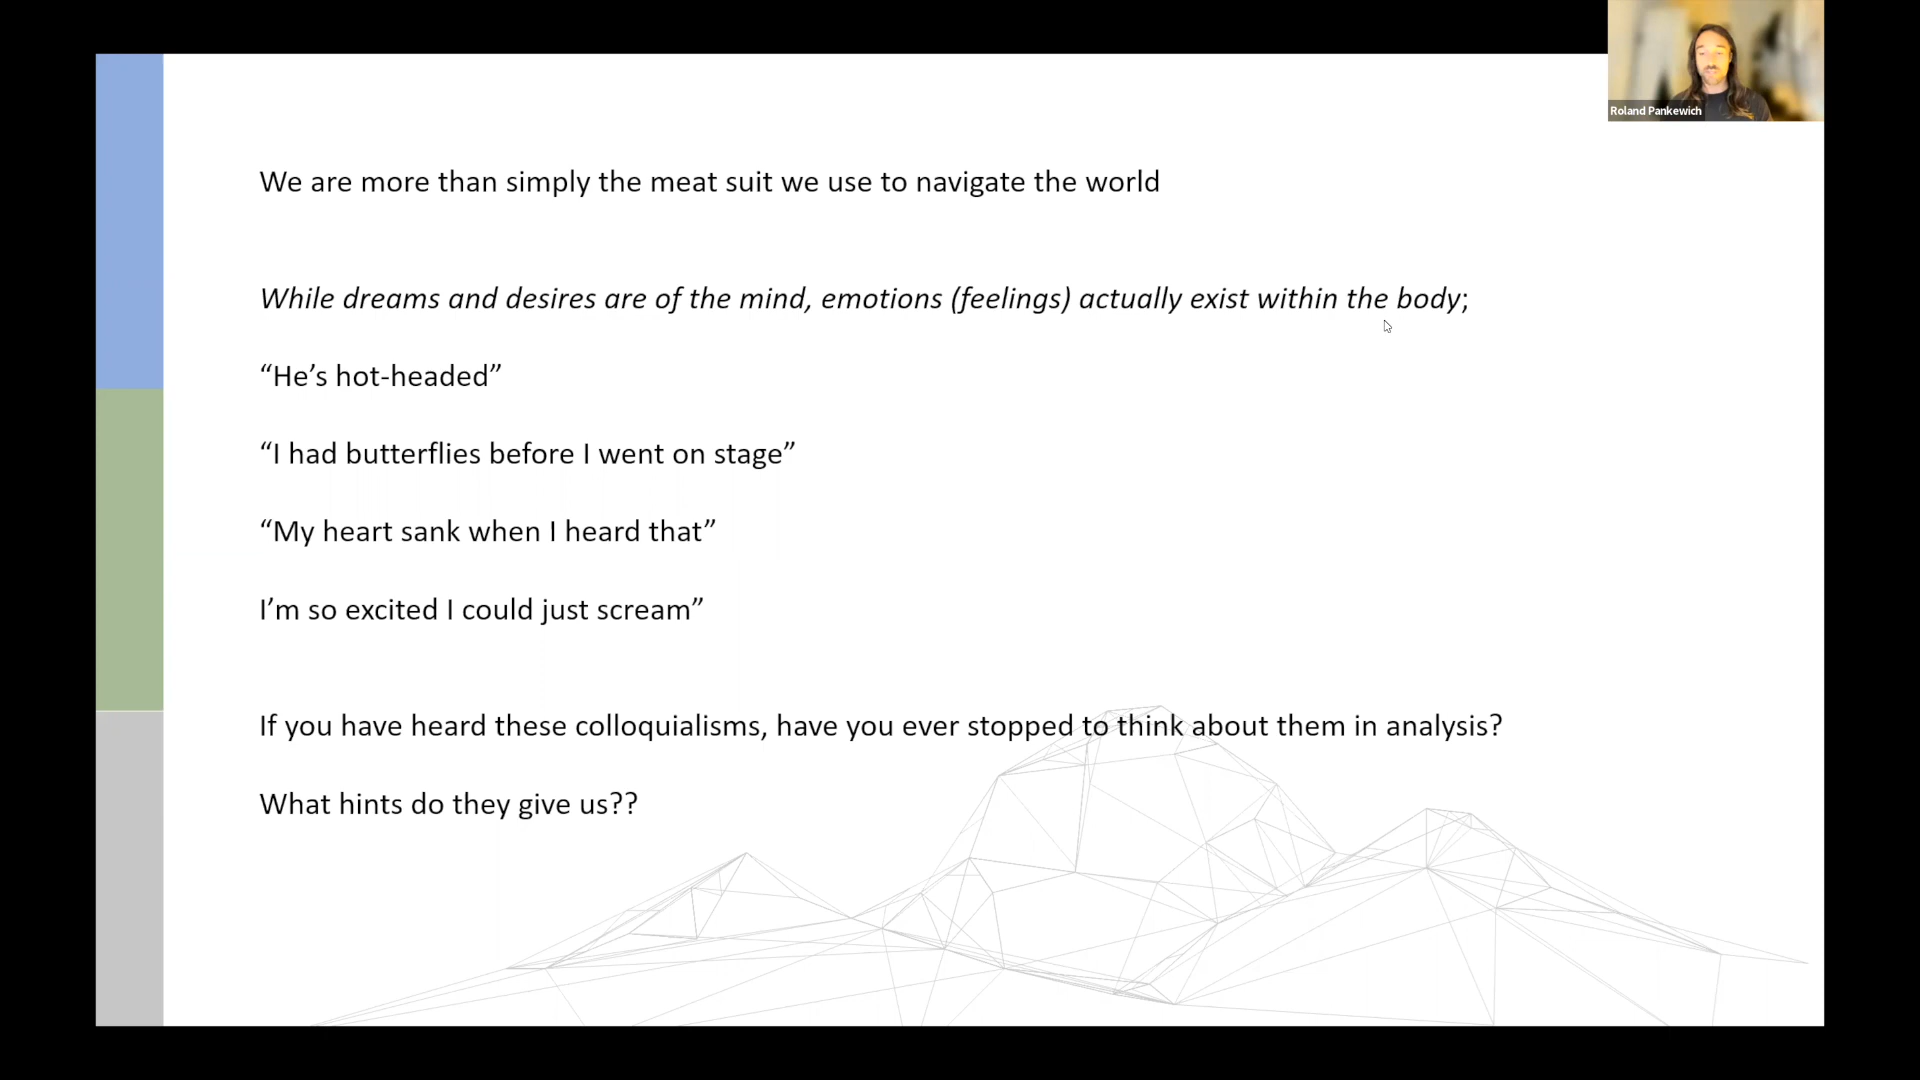 Roland Pankewich
We are more than simply the meat suit we use to navigate the world
While dreams and desires are of the mind, emotions (feelings) actually exist within the body;
“He’s hot-headed”
“I had butterflies before I went on stage”
“My heart sank when I heard that”
I’m so excited I could just scream”
If you have heard these colloquialisms, have you ever stopped to think about them in analysis?
What hints do they give us??